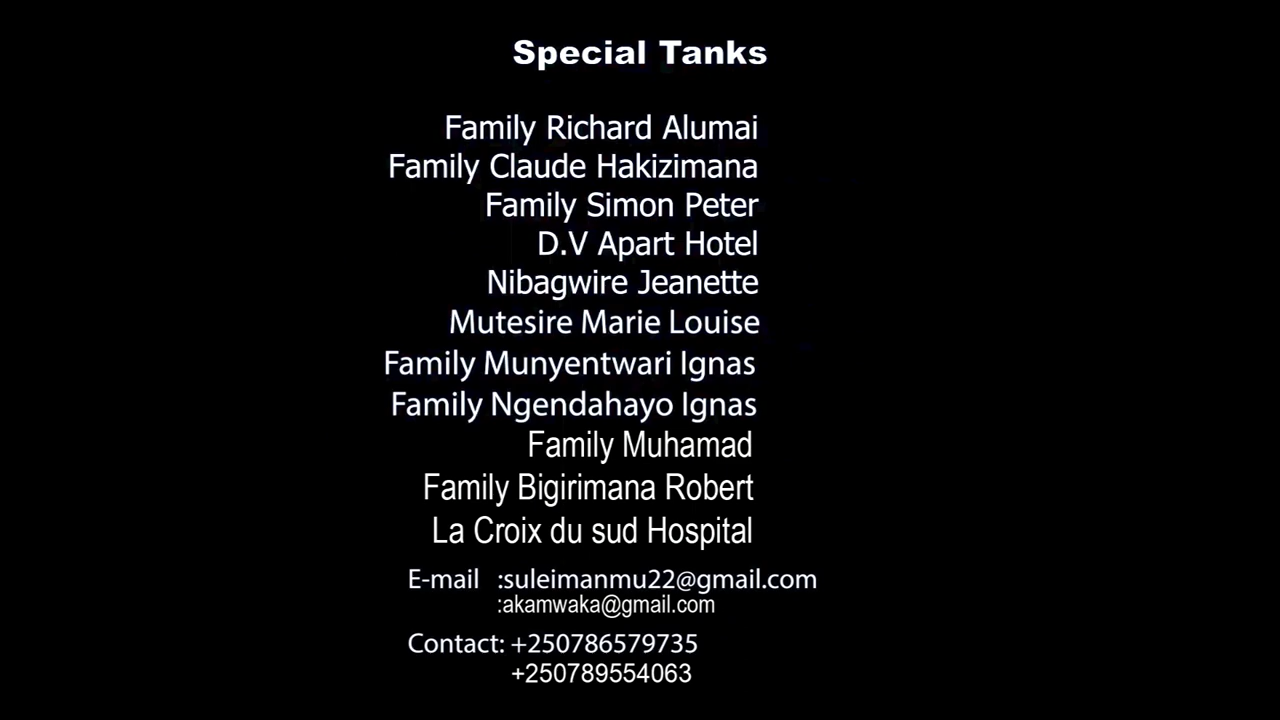 Special Tanks
Family Richard Alumai
Family Claude Hakizimana
Family Simon Peter
D.V Apart Hotel
Nibagwire Jeanette
Mutesire Marie Louise
Family Munyentwari Ignas
Family Ngendahayo Ignas
Family Muhamad
Family Bigirimana Robert
La Croix du sud Hospital
E-mail :suleimanmu22@gmail.com
:akamwaka@gmail.com
Contact: +250786579735
+250789554063